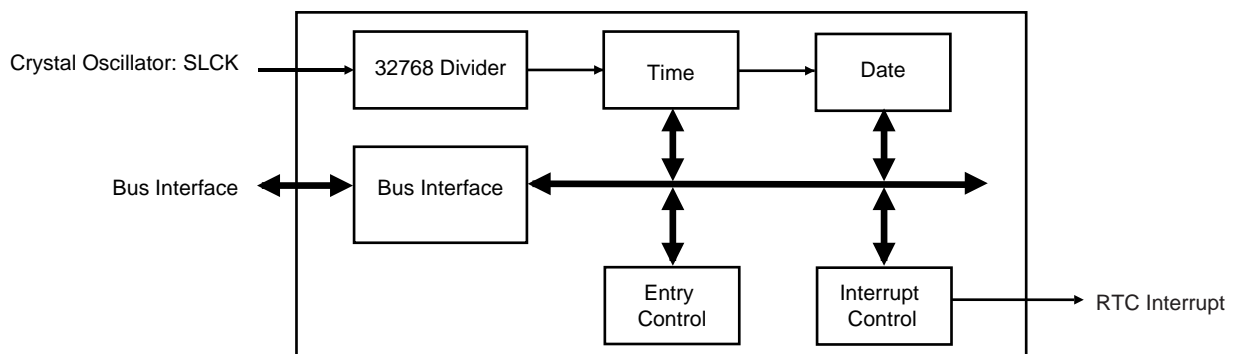 Crystal Oscillator: SLCK
32768 Divider
Time
Date
Bus Interface
Bus Interface
Entry
Control
Interrupt
Control
RTC Interrupt